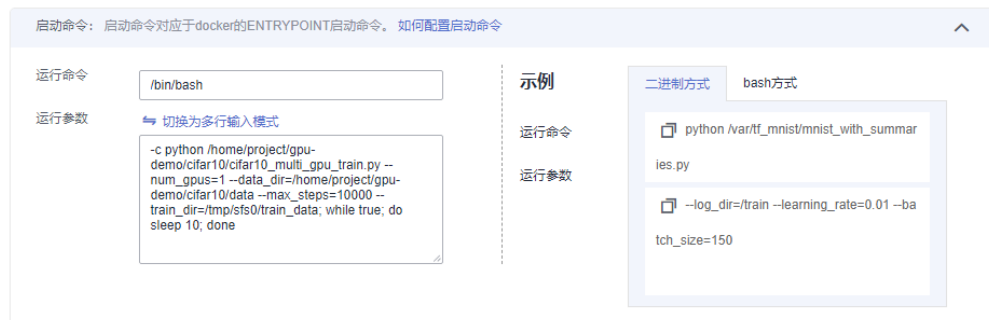 启动命令： 启动命令对应于docker的ENTRYPOINT启动命令。 如何配置启动命令
运行命令
/bin/bash
运行参数
切换为多行输入模式
-c python /home/project/gpu-
demo/cifar10/cifar10_multi_gpu_train.py --
num_gpus=1 --data_dir=/home/project/gpu-
demo/cifar10/data --max_steps=10000 --
train_dir=/tmp/sfs0/train_data; while true; do
sleep 10; done
示例
二进制方式 bash方式
运行命令
python /var/tf_mnist/mnist_with_summar
ies.py
运行参数
--log_dir=/train --learning_rate=0.01 --ba
tch_size=150